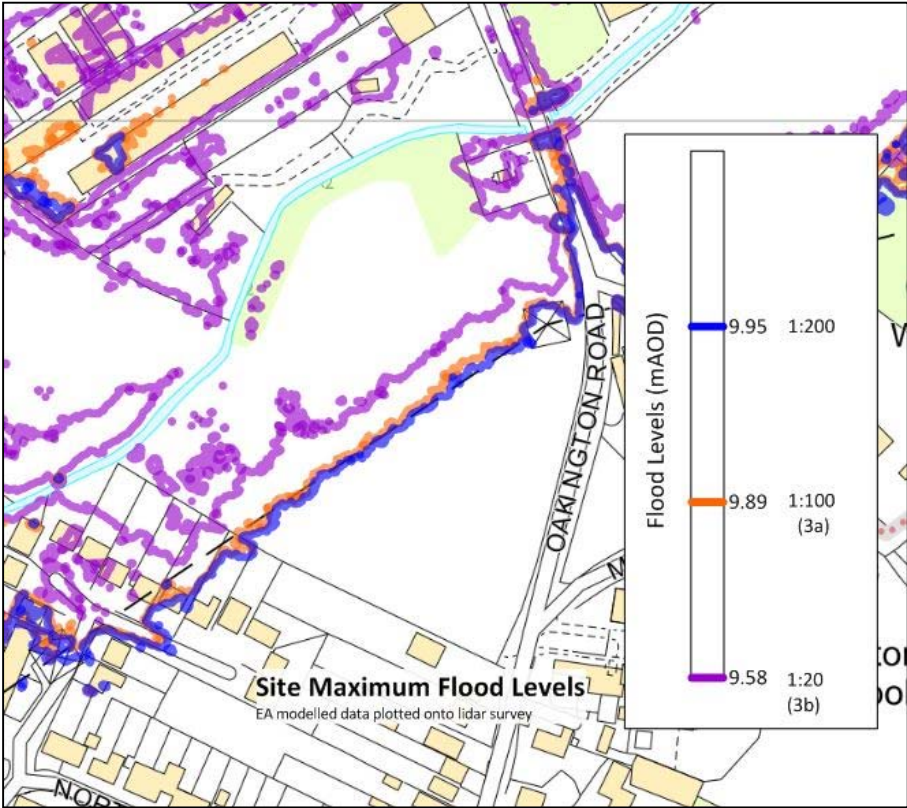 OAKINGTON ROAD
Flood Levels (mAOD)
9.95 1:200
9.89 1:100
(3a)
9.58 1:20
(3b)
Site Maximum Flood Levels
EA modelled data plotted onto lidar survey